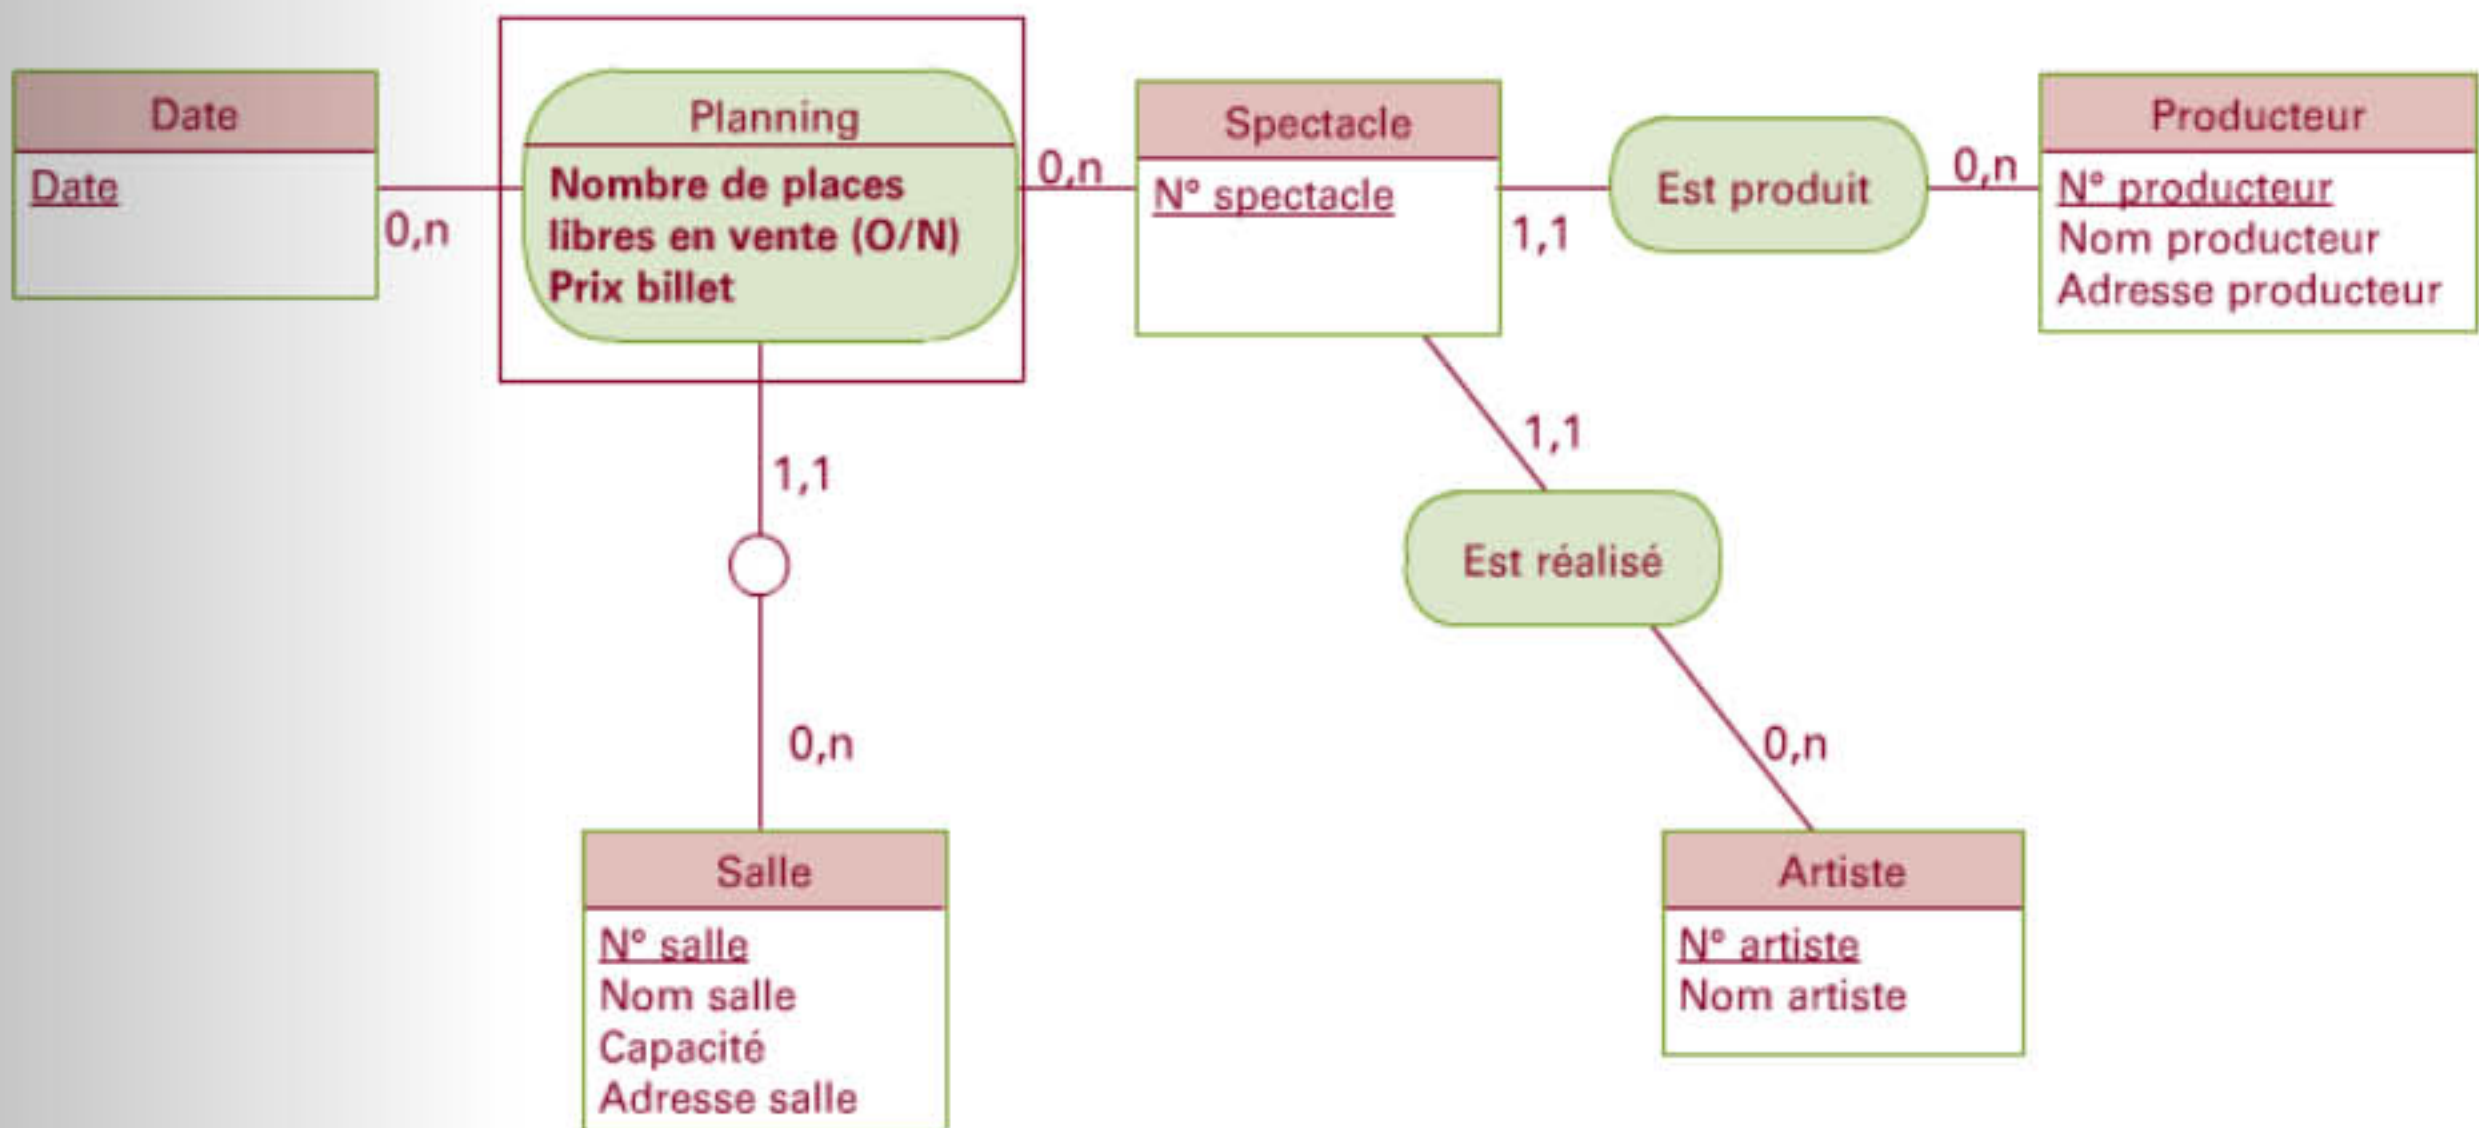 Date
Date
0,n
Planning
Nombre de places
libres en vente (O/N)
Prix billet
0,n
Spectacle
N° spectacle
1,1
Est produit
0,n
Producteur
N° producteur
Nom producteur
Adresse producteur
1,1
0,n
Salle
N° salle
Nom salle
Capacité
Adresse salle
1,1
Est réalisé
0,n
Artiste
N° artiste
Nom artiste